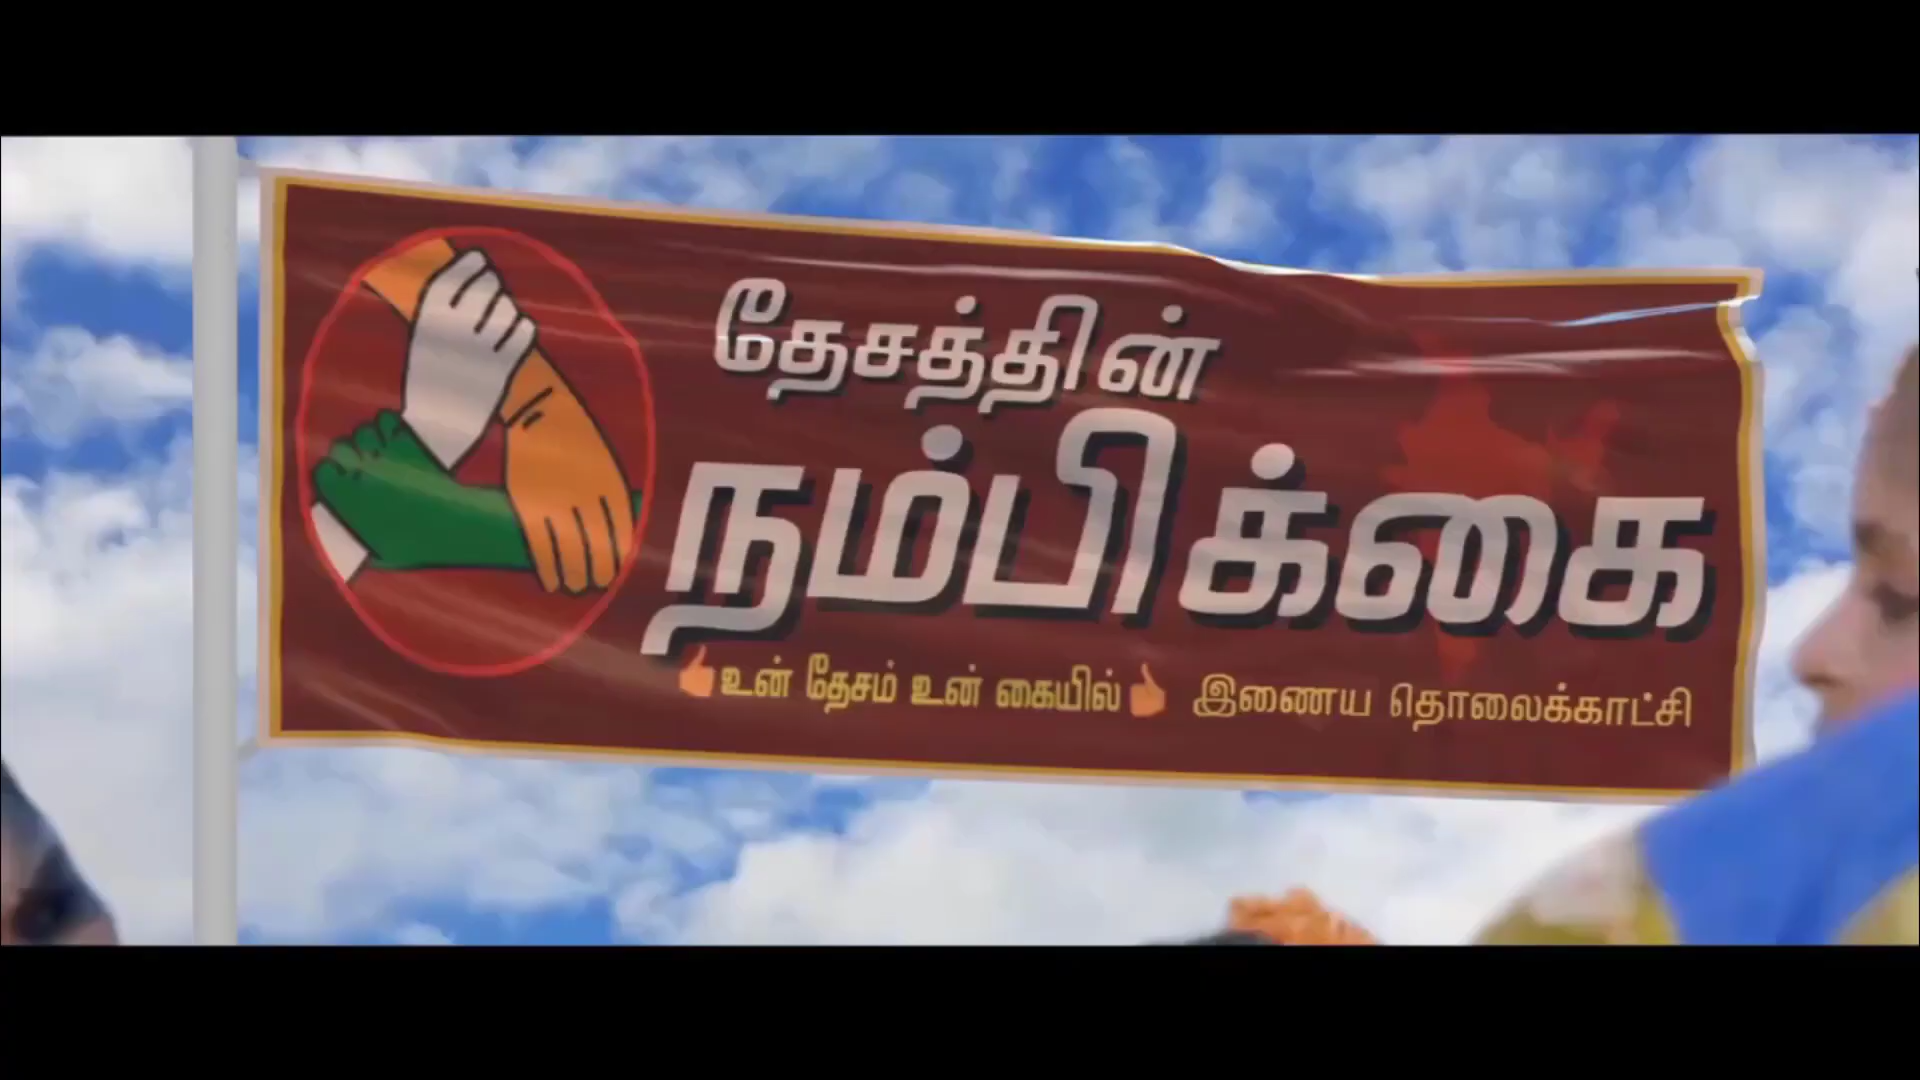 தேசத்தின்
நம்பிக்கை
உன் தேசம் உன் கையில் இணைய தொலைக்காட்சி